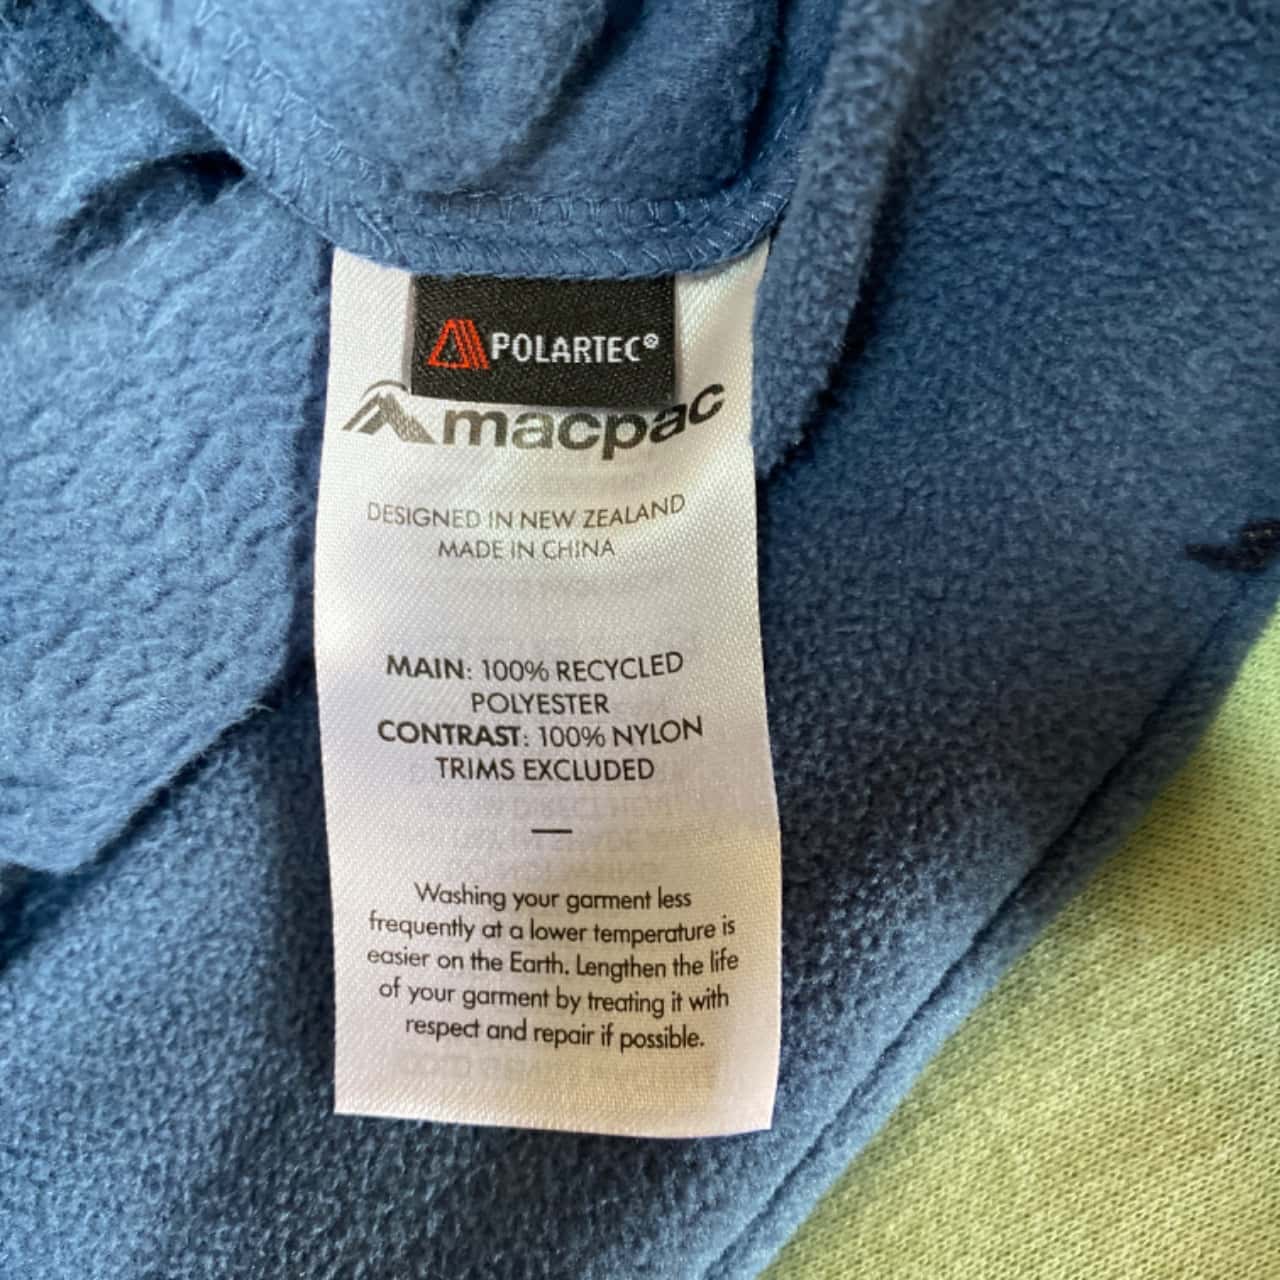 POLARTEC®
macpac
DESIGNED IN NEW ZEALAND
MADE IN CHINA
MAIN: 100% RECYCLED
POLYESTER
CONTRAST: 100% NYLON
TRIMS EXCLUDED
—
Washing your garment less
frequently at a lower temperature is
easier on the Earth. Lengthen the life
of your garment by treating it with
respect and repair if possible.